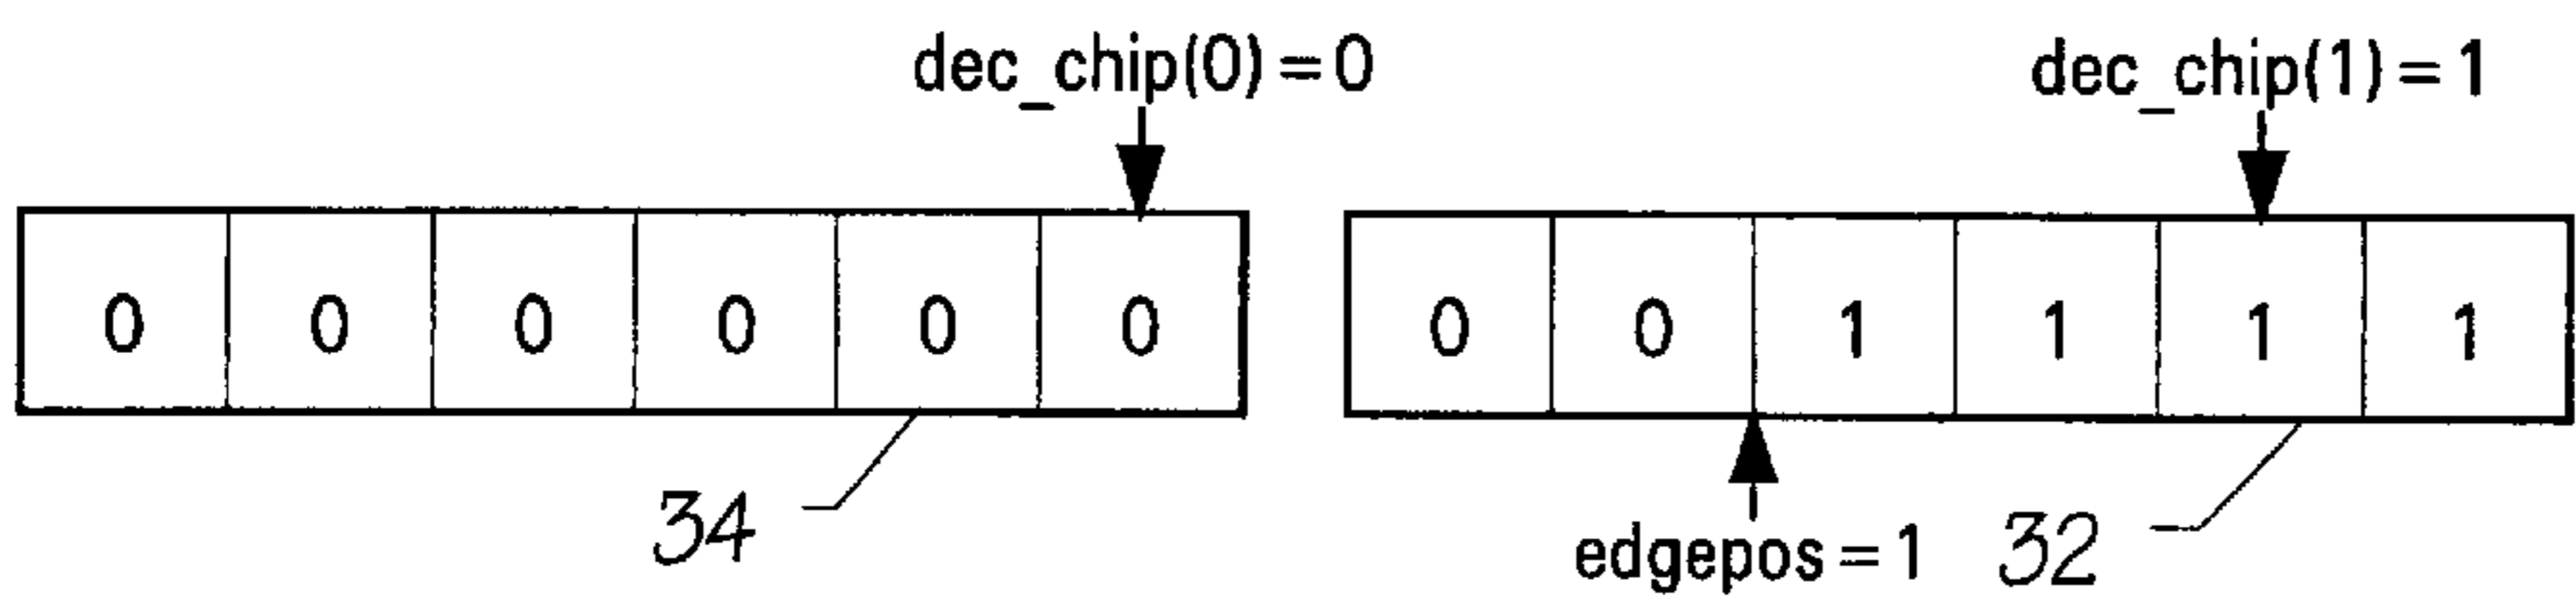 dec_chip(0) = 0 dec_chip(1) = 1
0 0 0 0 0 0 0 0 1 1 1 1
34 edgepos = 1 32